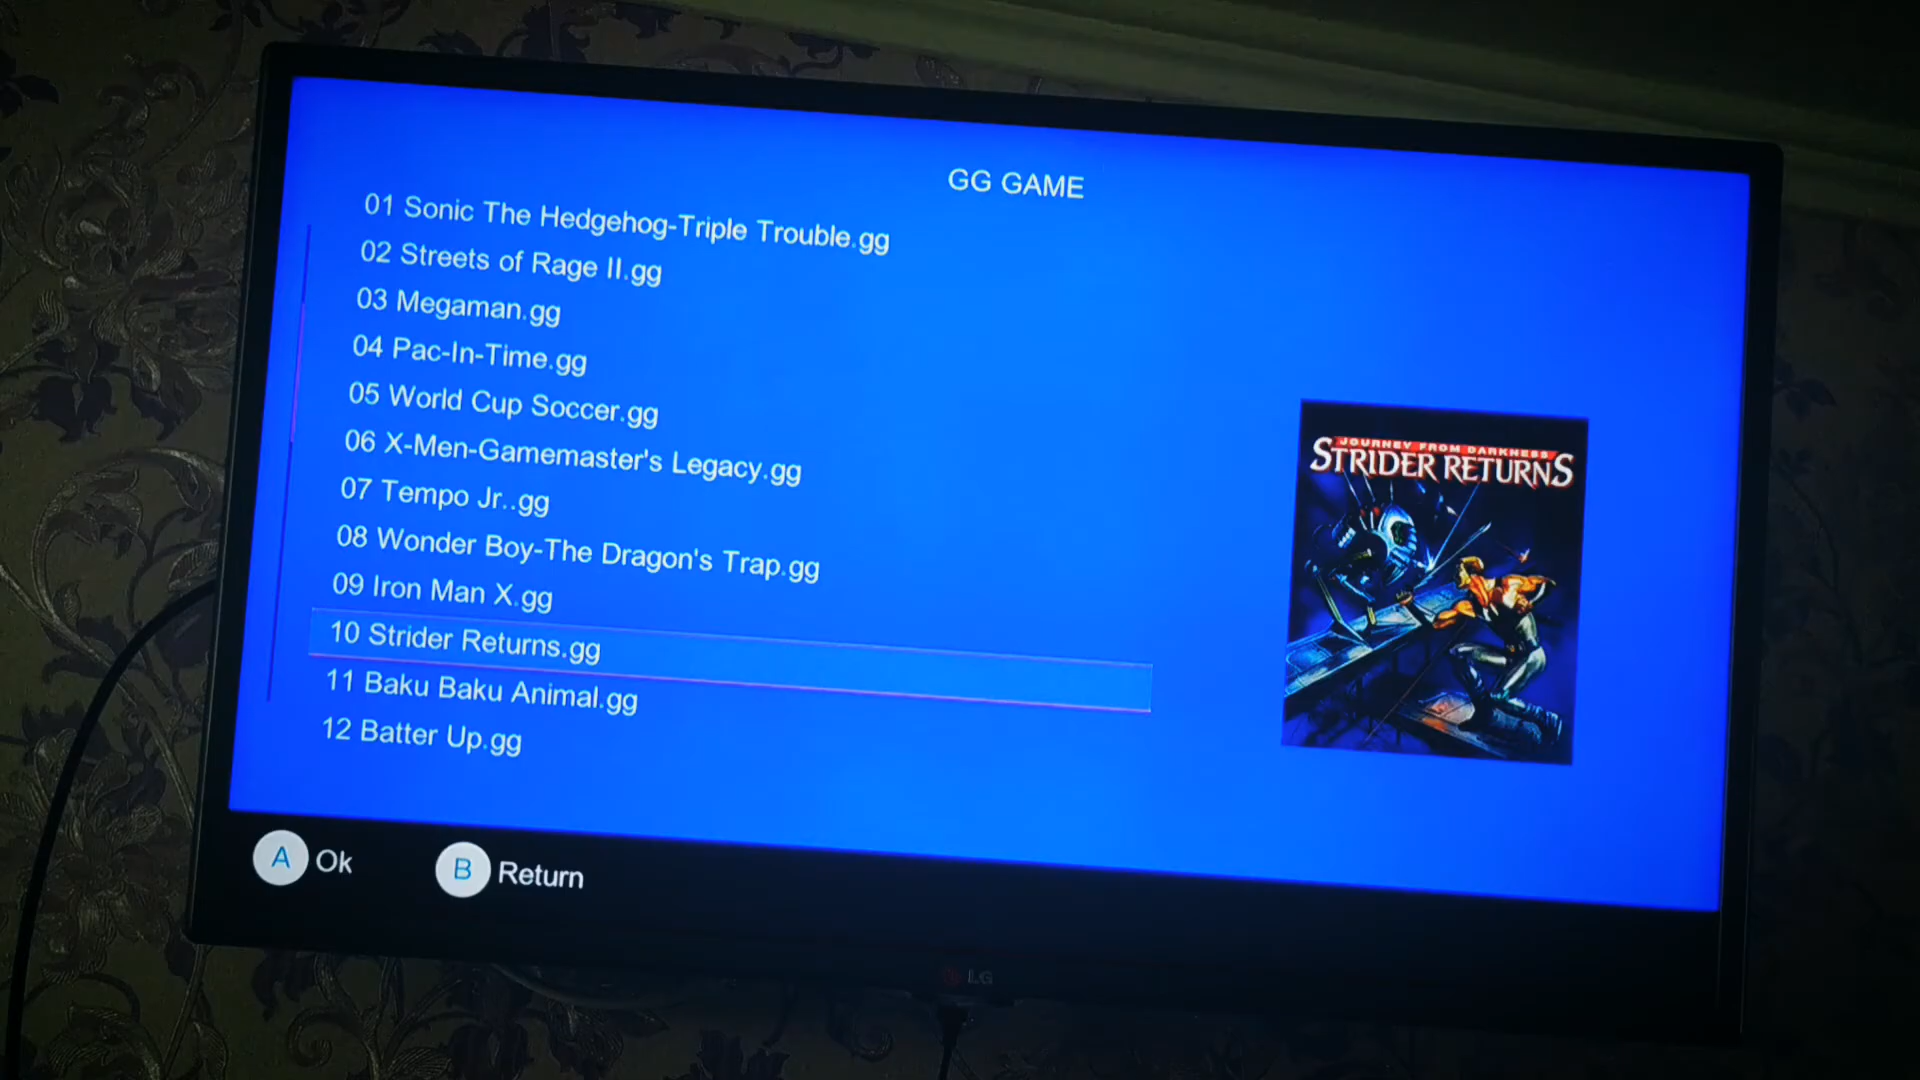 GG GAME
01 Sonic The Hedgehog-Triple Trouble.gg
02 Streets of Rage II.gg
03 Megaman.gg
04 Pac-In-Time.gg
05 World Cup Soccer.gg
06 X-Men-Gamemaster's Legacy.gg
07 Tempo Jr..gg
08 Wonder Boy-The Dragon's Trap.gg
09 Iron Man X.gg
10 Strider Returns.gg
11 Baku Baku Animal.gg
12 Batter Up.gg
JOURNEY FROM DARKNESS
STRIDER RETURNS
A Ok
B Return
LG